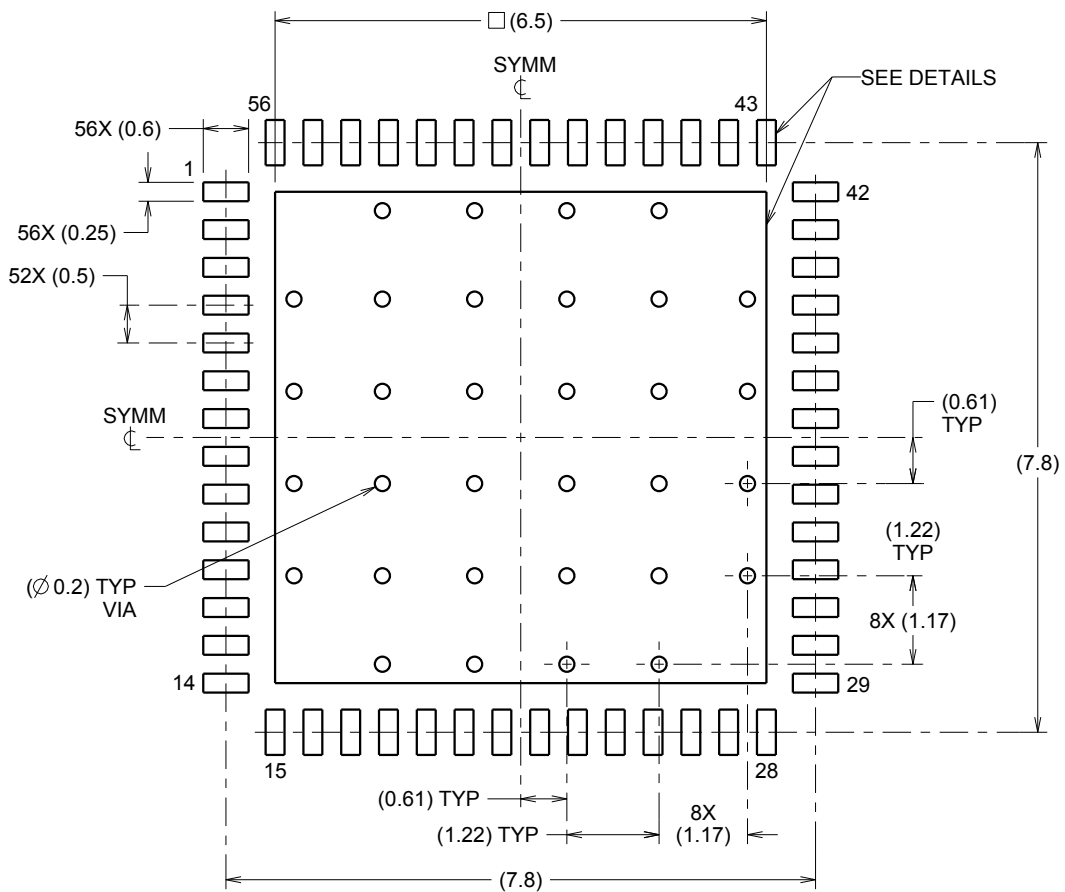 □ (6.5)
SYMM
℄
SEE DETAILS
56
43
56X (0.6)
1
42
56X (0.25)
52X (0.5)
SYMM
℄
(0.61)
TYP
(7.8)
(1.22)
TYP
(∅ 0.2) TYP
VIA
8X (1.17)
14
29
15
28
(0.61) TYP
8X
(1.17)
(1.22) TYP
(7.8)